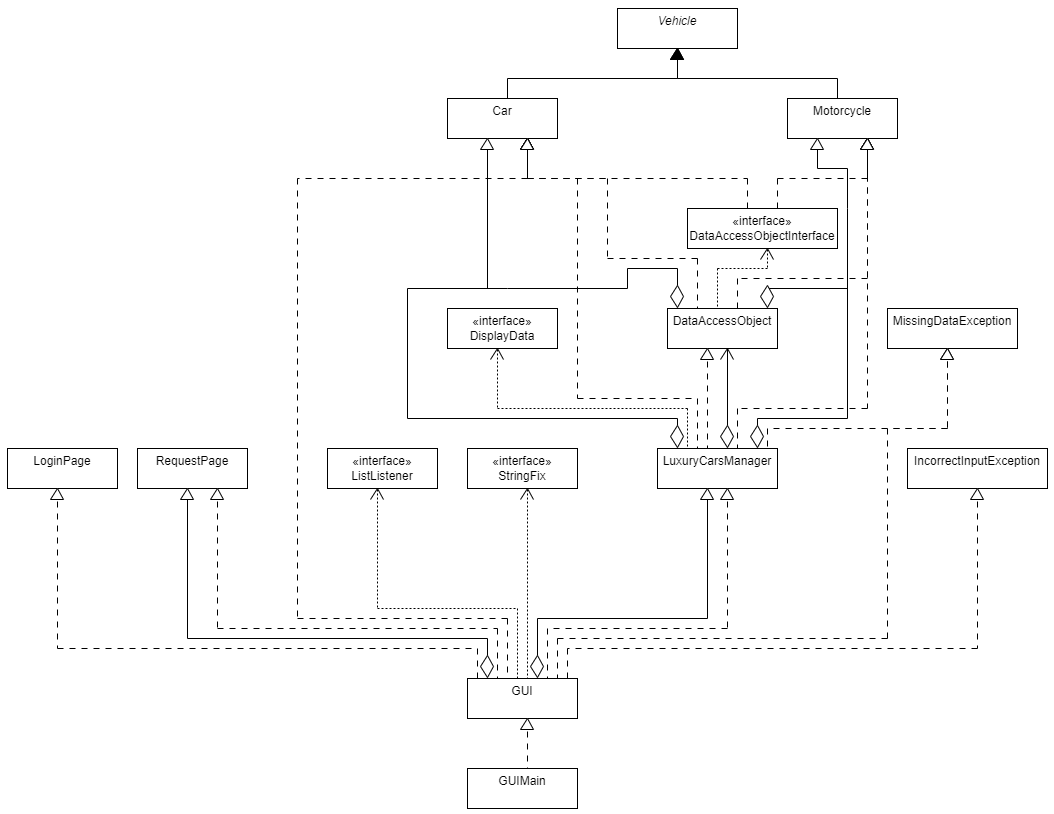 Vehicle
Car
Motorcycle
«interface»
DataAccessObjectInterface
«interface»
DisplayData
DataAccessObject
MissingDataException
LoginPage
RequestPage
«interface»
ListListener
«interface»
StringFix
LuxuryCarsManager
IncorrectInputException
GUI
GUIMain